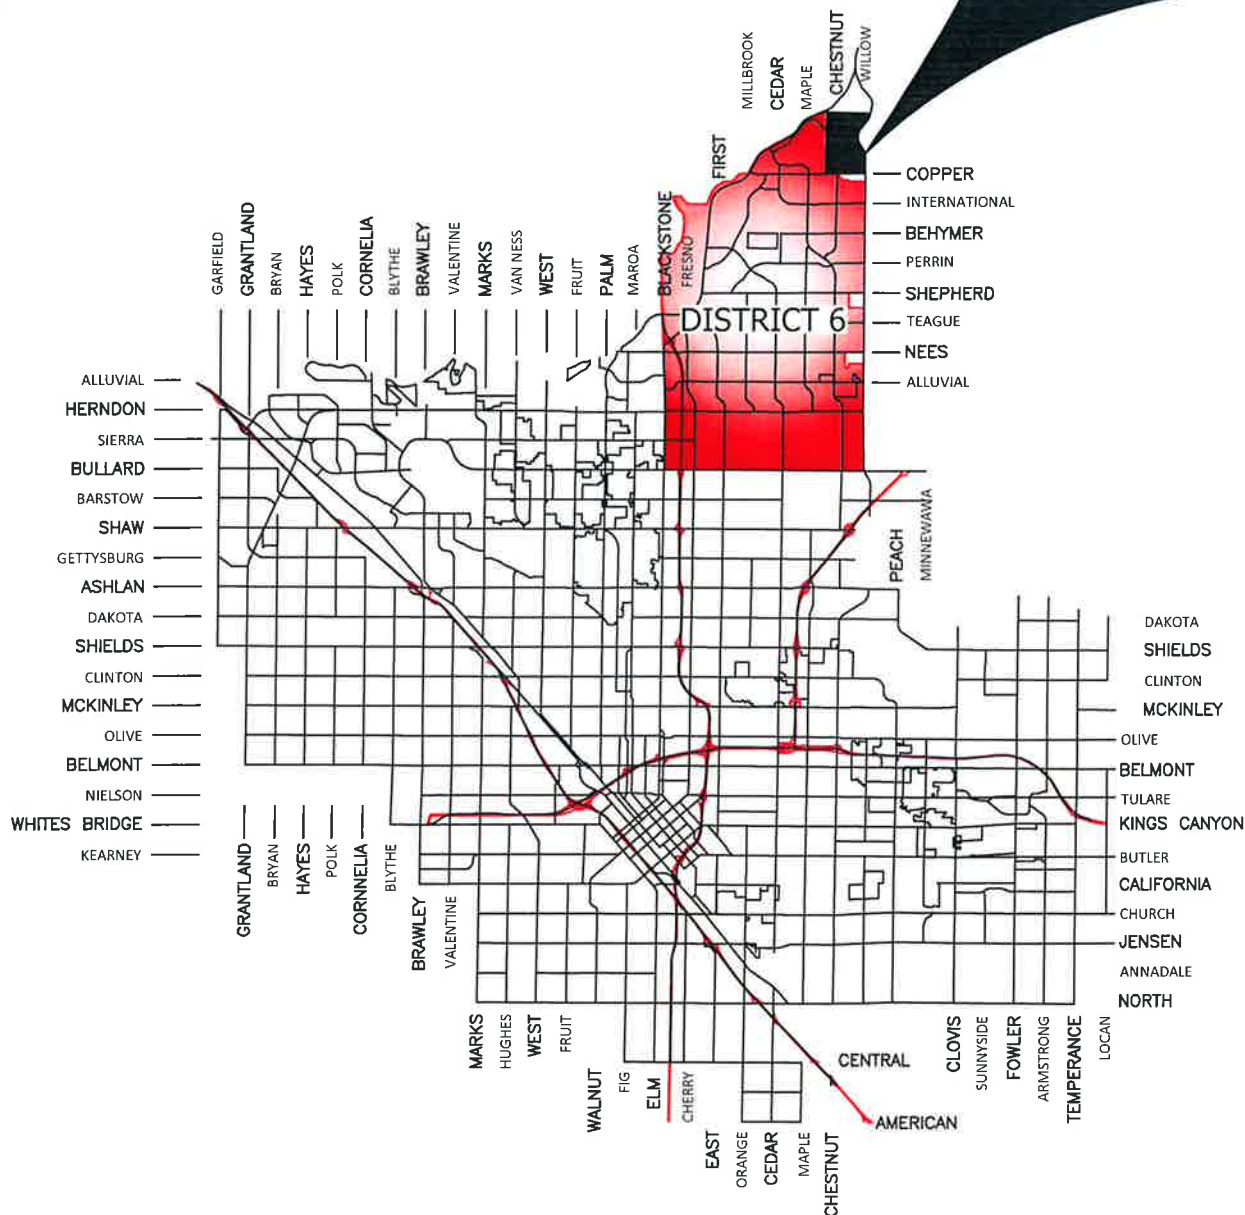 MILLBROOK
CEDAR
MAPLE
CHESTNUT
WILLOW
FIRST
COPPER
INTERNATIONAL
BEHYMER
PERRIN
SHEPHERD
TEAGUE
NEES
ALLUVIAL
GARFIELD
GRANTLAND
BRYAN
HAYES
POLK
CORNELIA
BLYTHE
BRAWLEY
VALENTINE
MARKS
VAN NESS
WEST
FRUIT
PALM
MAROA
BLACKSTONE
FRESNO
DISTRICT 6
ALLUVIAL
HERNDON
SIERRA
BULLARD
BARSTOW
SHAW
GETTYSBURG
ASHLAN
DAKOTA
SHIELDS
CLINTON
MCKINLEY
OLIVE
BELMONT
NIELSON
WHITES BRIDGE
KEARNEY
PEACH
MINNEWAWA
DAKOTA
SHIELDS
CLINTON
MCKINLEY
OLIVE
BELMONT
TULARE
KINGS CANYON
BUTLER
CALIFORNIA
CHURCH
JENSEN
ANNADALE
NORTH
GRANTLAND
BRYAN
HAYES
POLK
CORNNELIA
BLYTHE
BRAWLEY
VALENTINE
MARKS
HUGHES
WEST
FRUIT
WALNUT
FIG
ELM
CHERRY
EAST
ORANGE
CEDAR
MAPLE
CHESTNUT
CENTRAL
AMERICAN
CLOVIS
SUNNYSIDE
FOWLER
ARMSTRONG
TEMPERANCE
LOCAN